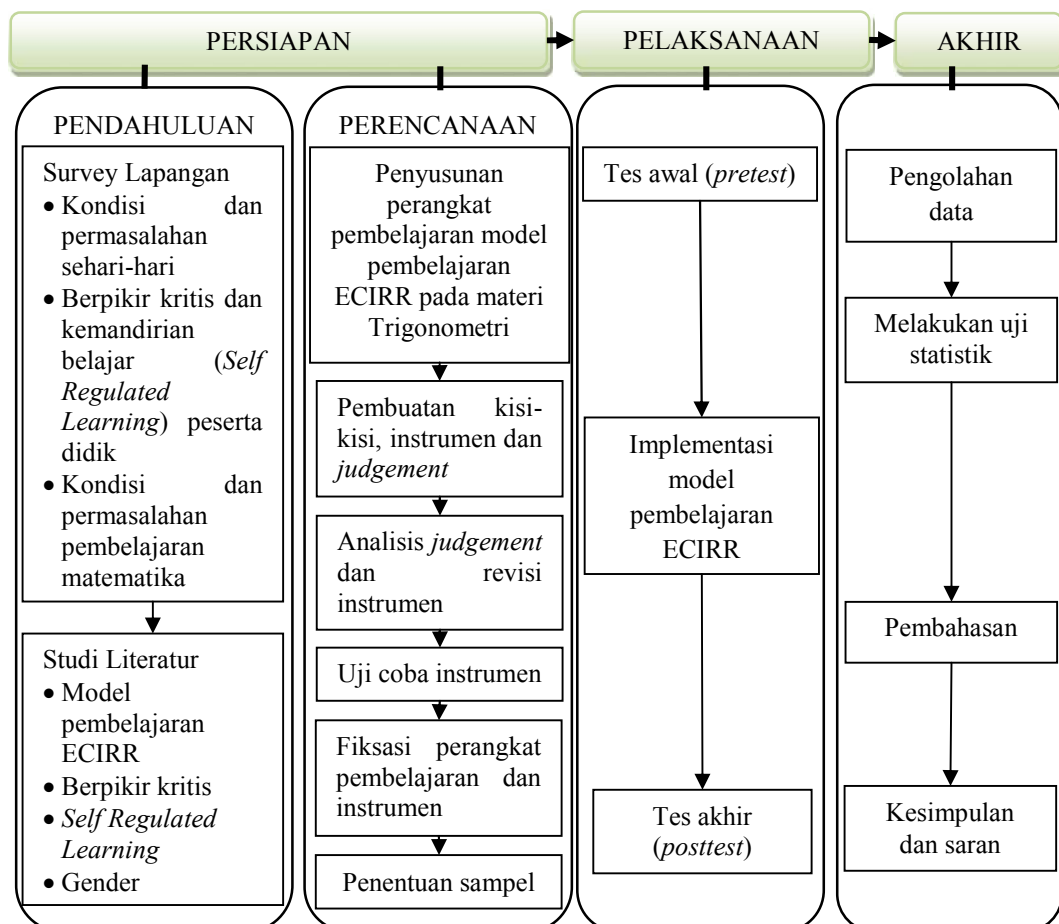 PERSIAPAN
PELAKSANAAN
AKHIR
PENDAHULUAN
Survey Lapangan
• Kondisi dan
permasalahan
sehari-hari
• Berpikir kritis dan
kemandirian
belajar (Self
Regulated
Learning) peserta
didik
• Kondisi dan
permasalahan
pembelajaran
matematika
Studi Literatur
• Model
pembelajaran
ECIRR
• Berpikir kritis
• Self Regulated
Learning
• Gender
PERENCANAAN
Penyusunan
perangkat
pembelajaran model
pembelajaran
ECIRR pada materi
Trigonometri
Pembuatan kisi-
kisi, instrumen dan
judgement
Analisis judgement
dan revisi
instrumen
Uji coba instrumen
Fiksasi perangkat
pembelajaran dan
instrumen
Penentuan sampel
Tes awal (pretest)
Implementasi
model
pembelajaran
ECIRR
Tes akhir
(posttest)
Pengolahan
data
Melakukan uji
statistik
Pembahasan
Kesimpulan
dan saran